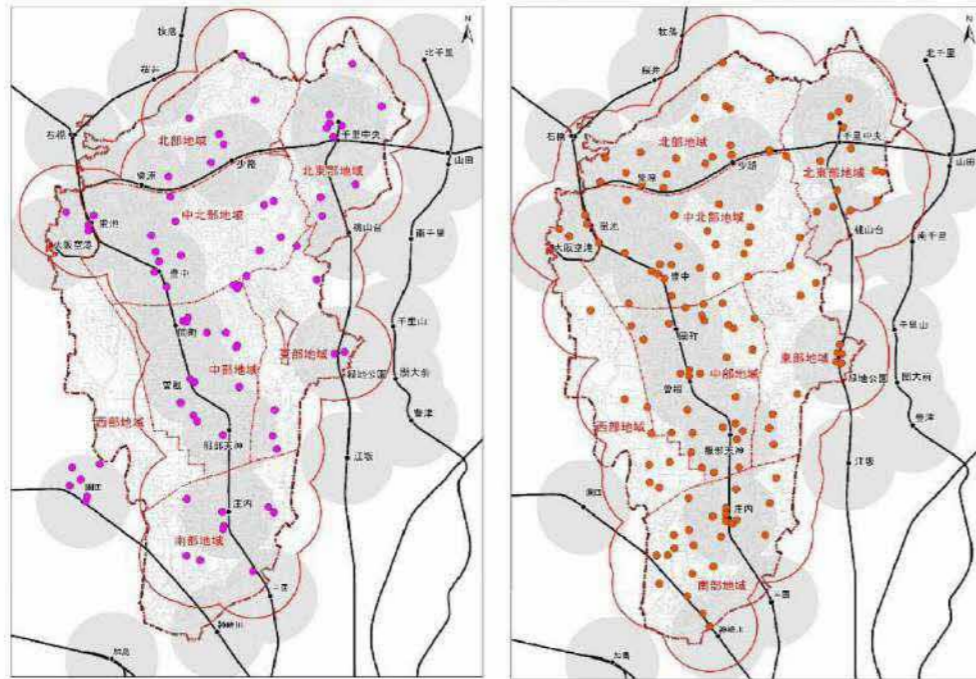 N
牧落
北千里
桜井
石橋
千里中央
北部地域
少路
山田
柴原
北東部地域
中北部地域
蛍池
桃山台
大阪空港
南千里
豊中
千里山
岡町
東部地域
緑地公園
関大前
曽根
中部地域
豊津
西部地域
服部天神
江坂
園田
庄内
南部地域
三国
神崎川
加島
N
牧落
北千里
桜井
石橋
千里中央
北部地域
少路
山田
柴原
北東部地域
中北部地域
蛍池
桃山台
大阪空港
南千里
豊中
千里山
岡町
東部地域
緑地公園
関大前
曽根
中部地域
豊津
西部地域
服部天神
江坂
園田
庄内
南部地域
三国
神崎川
加島